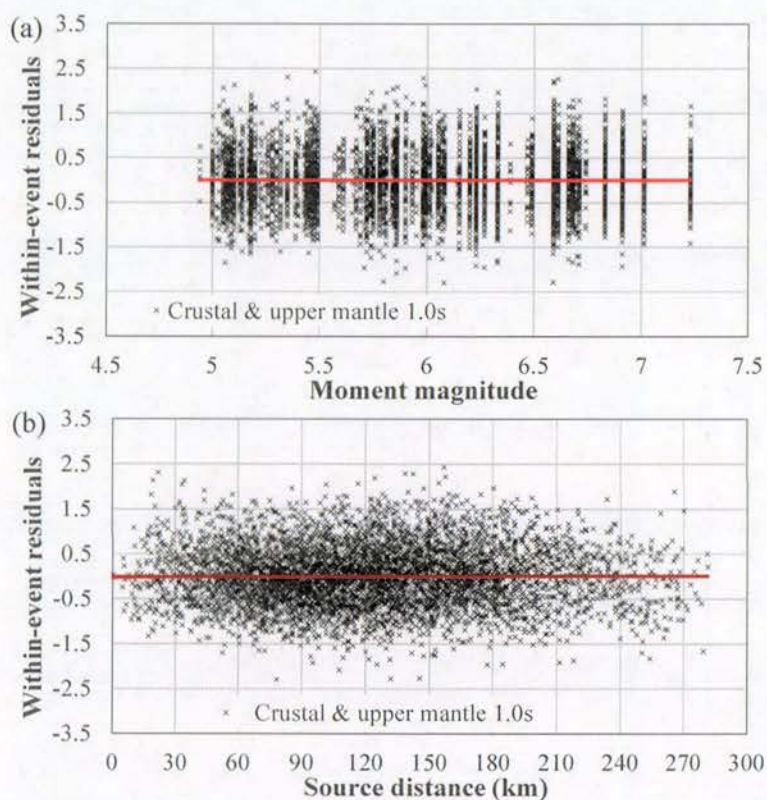 (a)
3.5
2.5
1.5
0.5
-0.5
-1.5
-2.5
-3.5
Within-event residuals
× Crustal & upper mantle 1.0s
4.5 5 5.5 6 6.5 7 7.5
Moment magnitude
(b)
3.5
2.5
1.5
0.5
-0.5
-1.5
-2.5
-3.5
Within-event residuals
× Crustal & upper mantle 1.0s
0 30 60 90 120 150 180 210 240 270 300
Source distance (km)